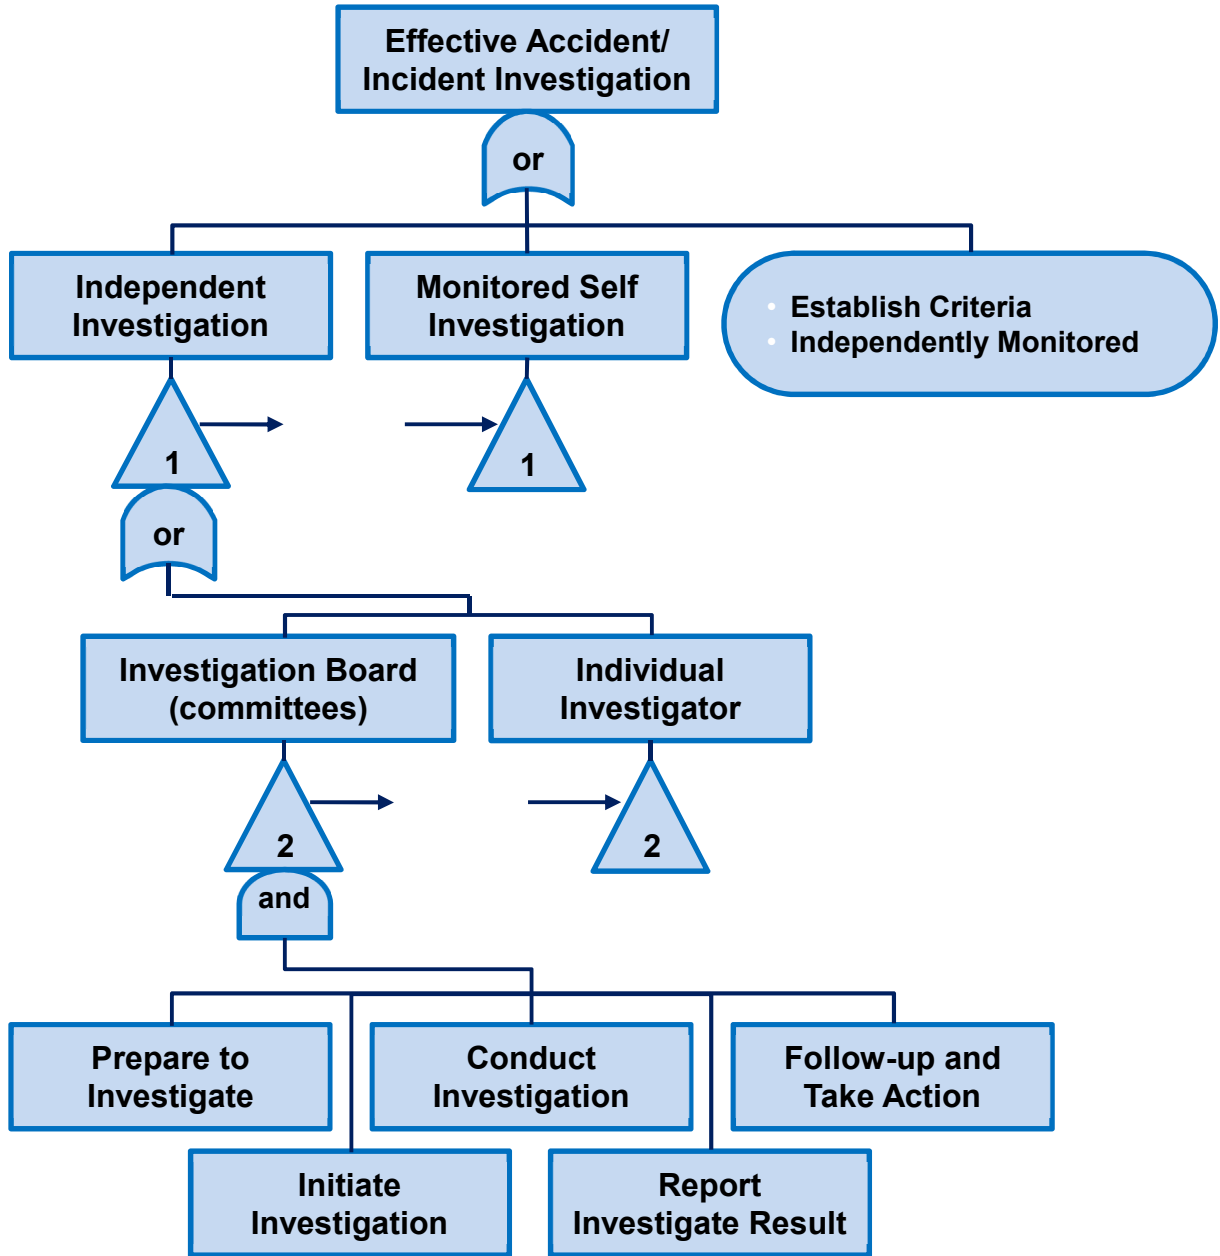 Effective Accident/
Incident Investigation
or
Independent
Investigation
Monitored Self
Investigation
• Establish Criteria
• Independently Monitored
1
1
or
Investigation Board
(committees)
Individual
Investigator
2
2
and
Prepare to
Investigate
Conduct
Investigation
Follow-up and
Take Action
Initiate
Investigation
Report
Investigate Result